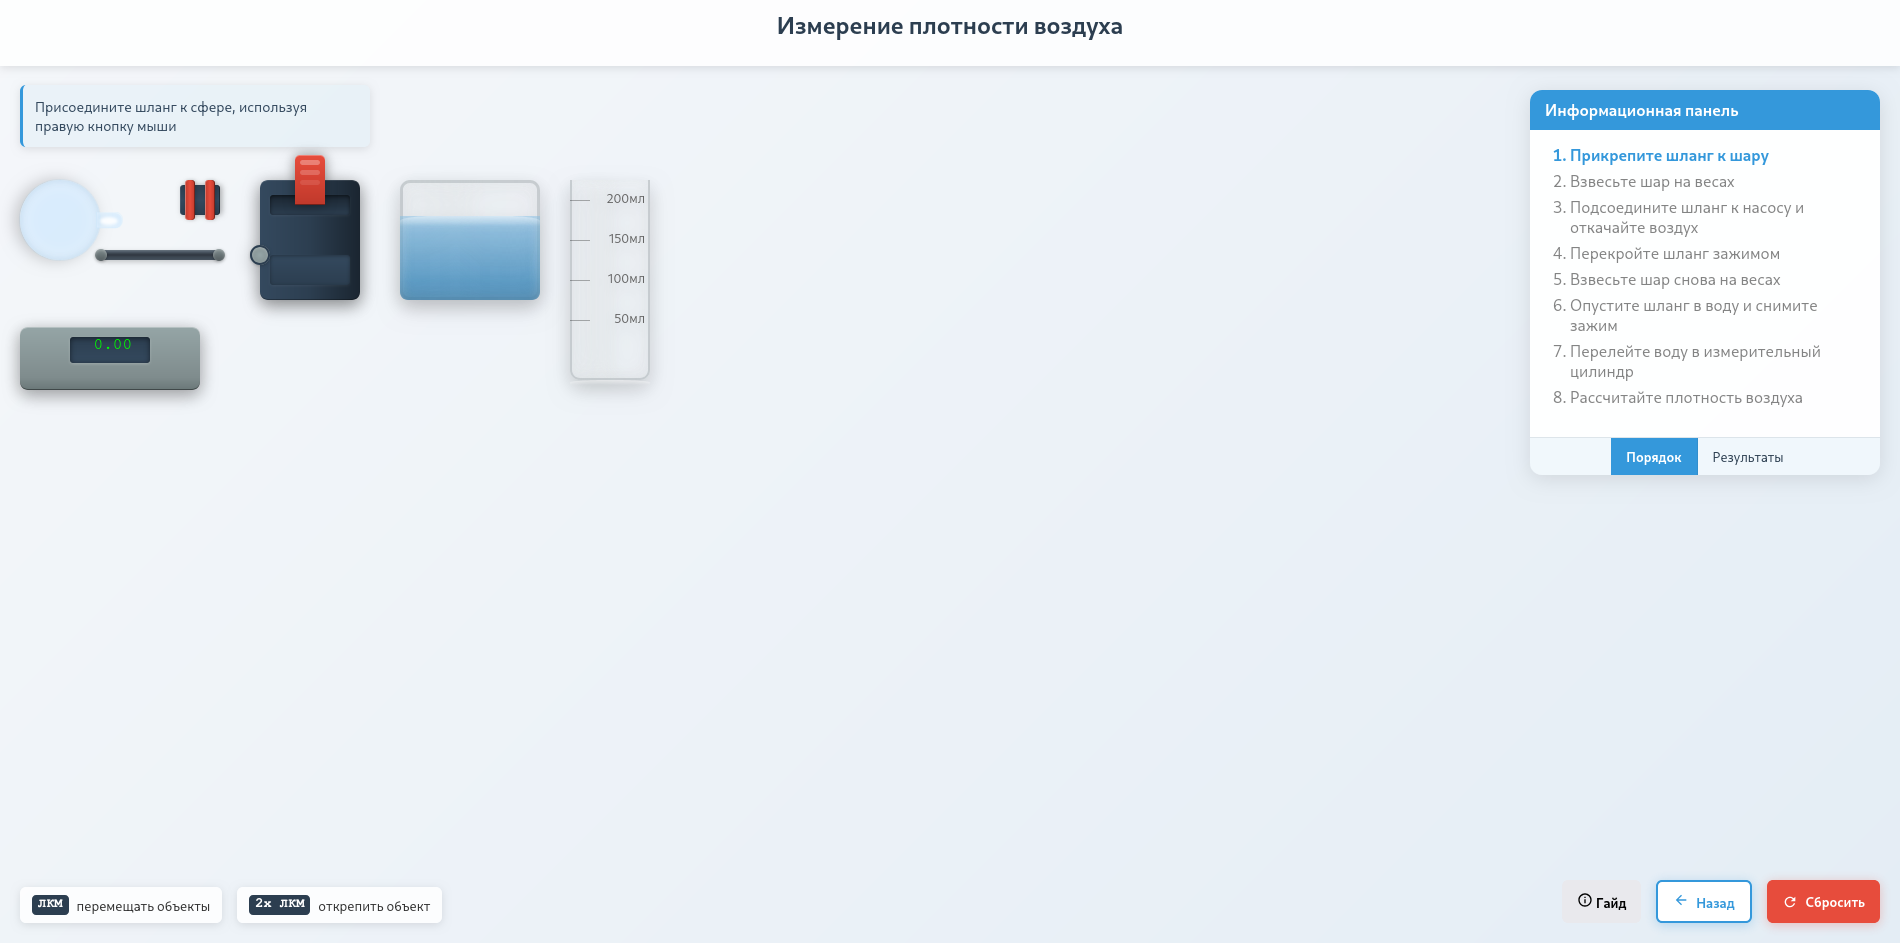 Измерение плотности воздуха
Присоедините шланг к сфере, используя
правую кнопку мыши
200мл
150мл
100мл
50мл
0.00
Информационная панель
1. Прикрепите шланг к шару
2. Взвесьте шар на весах
3. Подсоедините шланг к насосу и
откачайте воздух
4. Перекройте шланг зажимом
5. Взвесьте шар снова на весах
6. Опустите шланг в воду и снимите
зажим
7. Перелейте воду в измерительный
цилиндр
8. Рассчитайте плотность воздуха
Порядок Результаты
ЛКМ перемещать объекты
2x ЛКМ открепить объект
Гайд
Назад
Сбросить